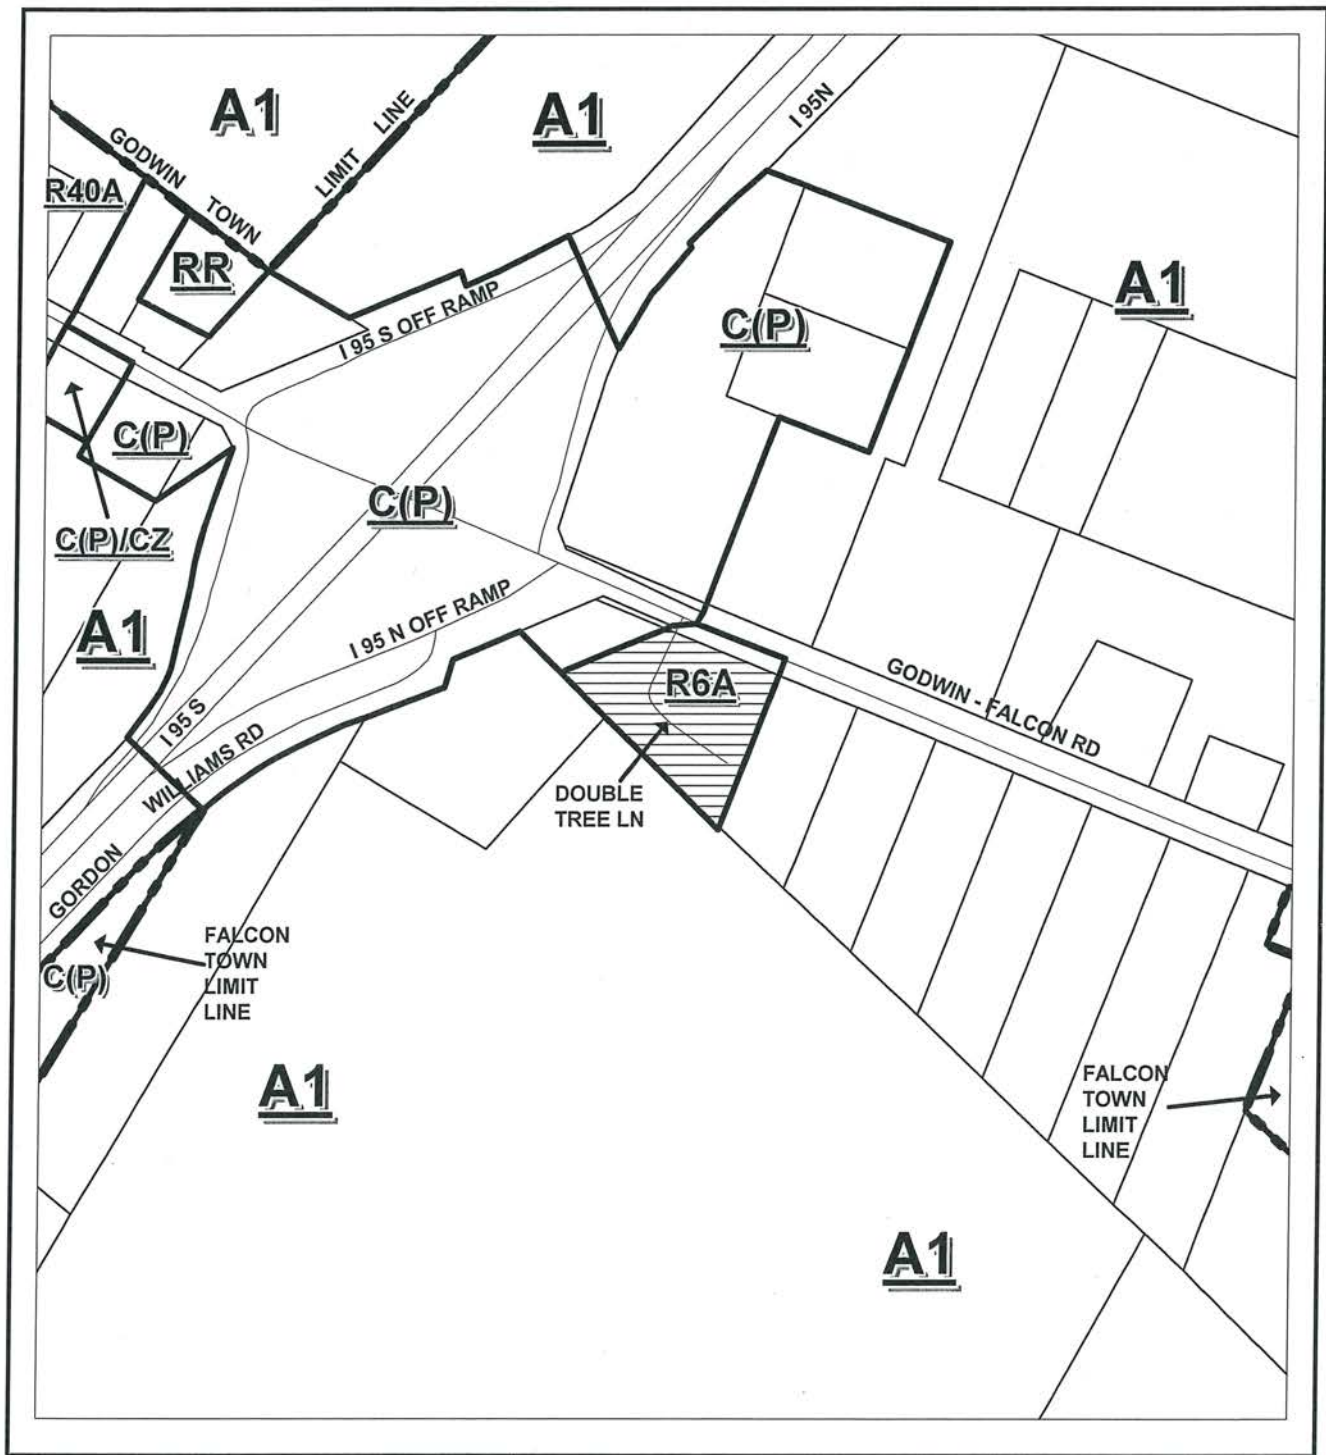 A1
A1
I 95N
LIMIT LINE
GODWIN TOWN
R40A
RR
A1
I 95 S OFF RAMP
C(P)
C(P)
C(P)
C(P)/CZ
I 95 N OFF RAMP
A1
R6A
GODWIN - FALCON RD
I 95 S
GORDON WILLIAMS RD
DOUBLE
TREE LN
FALCON
TOWN
LIMIT
LINE
C(P)
A1
FALCON
TOWN
LIMIT
LINE
A1